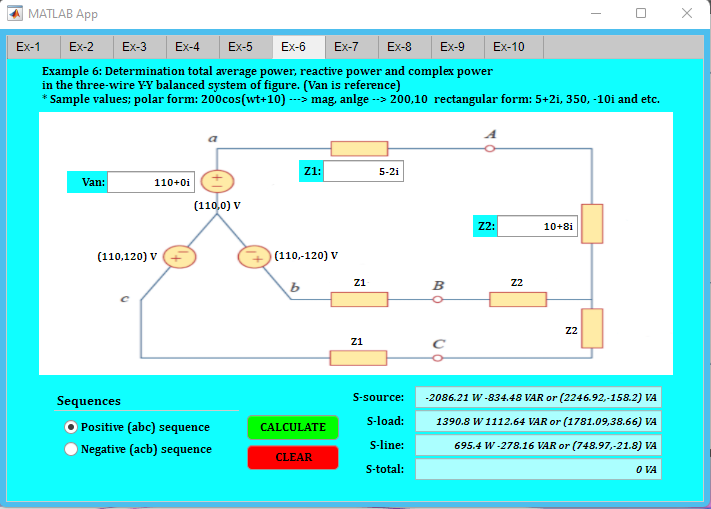 MATLAB App
Ex-1 Ex-2 Ex-3 Ex-4 Ex-5 Ex-6 Ex-7 Ex-8 Ex-9 Ex-10
Example 6: Determination total average power, reactive power and complex power
in the three-wire Y-Y balanced system of figure. (Van is reference)
* Sample values; polar form: 200cos(wt+10) ---> mag, anlge --> 200,10 rectangular form: 5+2i, 350, -10i and etc.
a
A
Z1: 5-2i
Van: 110+0i
(110,0) V
Z2: 10+8i
(110,120) V
(110,-120) V
c
b
Z1
B
Z2
Z2
Z1
C
Sequences
Positive (abc) sequence
Negative (acb) sequence
CALCULATE
CLEAR
S-source: -2086.21 W -834.48 VAR or (2246.92,-158.2) VA
S-load: 1390.8 W 1112.64 VAR or (1781.09,38.66) VA
S-line: 695.4 W -278.16 VAR or (748.97,-21.8) VA
S-total: 0 VA